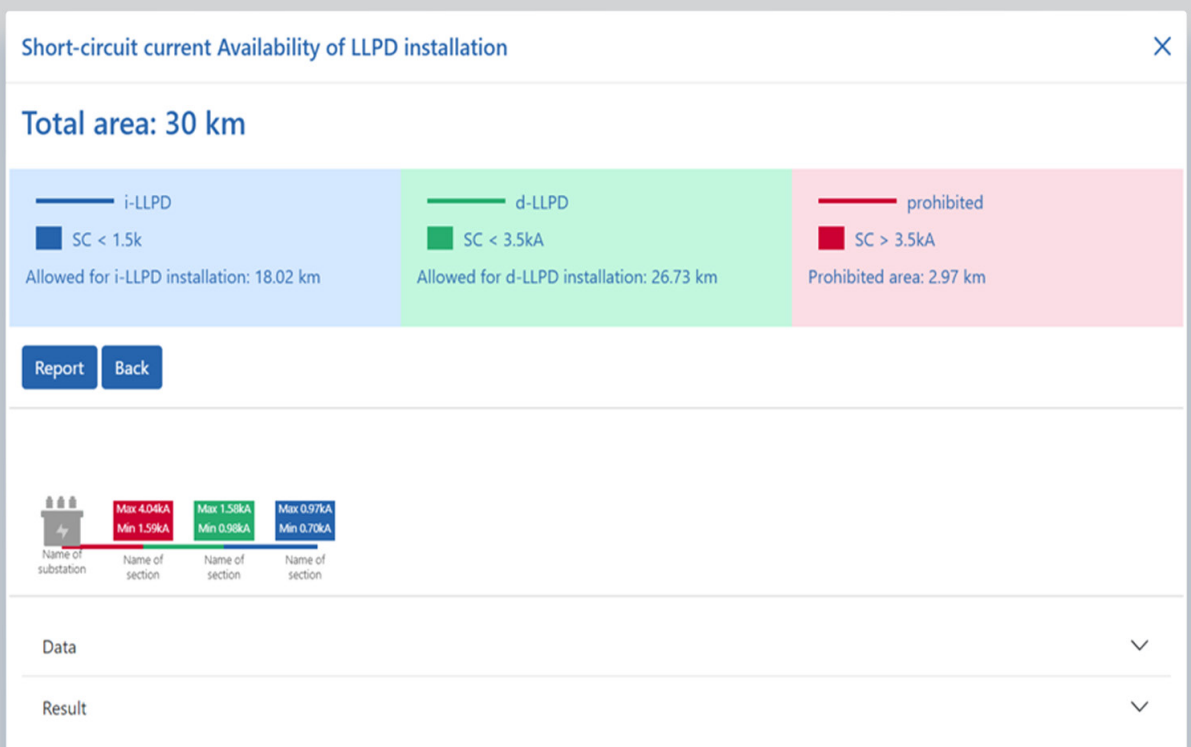 Short-circuit current Availability of LLPD installation
Total area: 30 km
i-LLPD
SC < 1.5k
Allowed for i-LLPD installation: 18.02 km
d-LLPD
SC < 3.5kA
Allowed for d-LLPD installation: 26.73 km
prohibited
SC > 3.5kA
Prohibited area: 2.97 km
Report
Back
Name of
substation
Max 4.04kA
Min 1.59kA
Name of
section
Max 1.58kA
Min 0.98kA
Name of
section
Max 0.97kA
Min 0.70kA
Name of
section
Data
Result